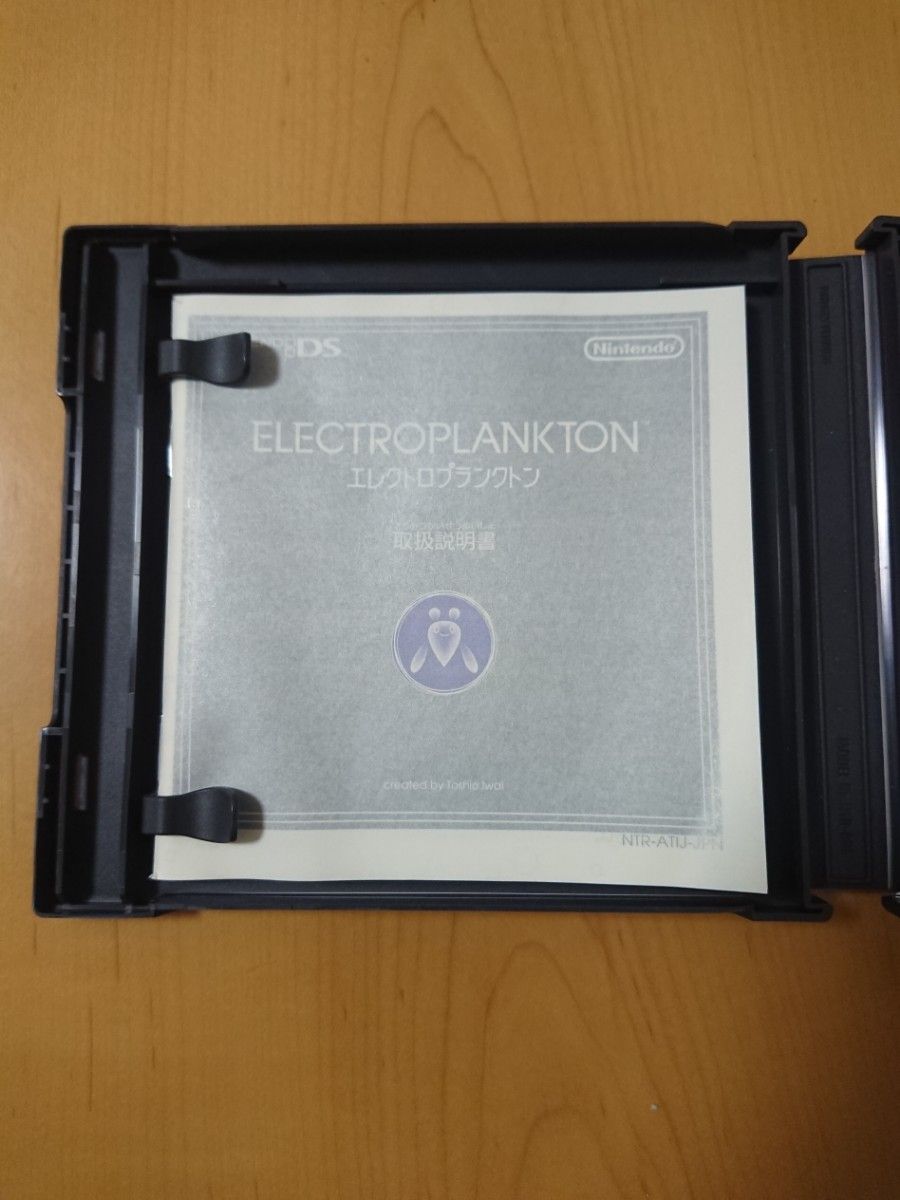 DS
Nintendo
ELECTROPLANKTON™
エレクトロプランクトン
取扱説明書
created by Toshio Iwai
NTR-ATIJ-JPN